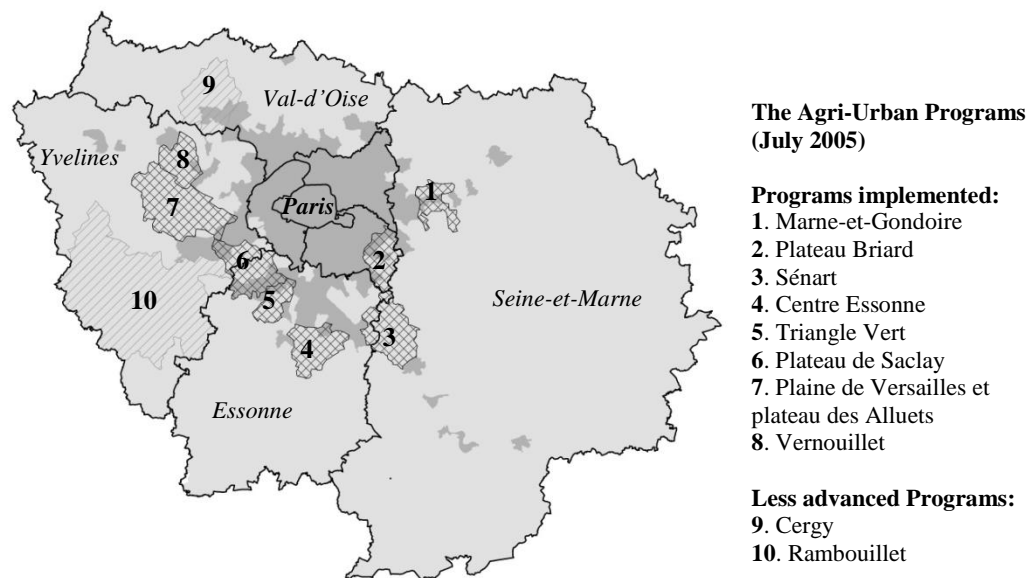 9
Val-d'Oise
Yvelines
8
7
Paris
1
6
2
10
5
Seine-et-Marne
4
3
Essonne
The Agri-Urban Programs
(July 2005)
Programs implemented:
1. Marne-et-Gondoire
2. Plateau Briard
3. Sénart
4. Centre Essonne
5. Triangle Vert
6. Plateau de Saclay
7. Plaine de Versailles et
plateau des Alluets
8. Vernouillet
Less advanced Programs:
9. Cergy
10. Rambouillet